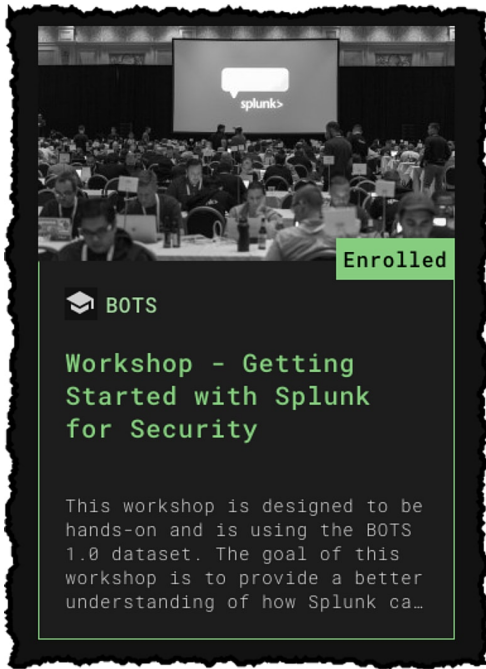 splunk>
Enrolled
BOTS
Workshop - Getting
Started with Splunk
for Security
This workshop is designed to be
hands-on and is using the BOTS
1.0 dataset. The goal of this
workshop is to provide a better
understanding of how Splunk ca…